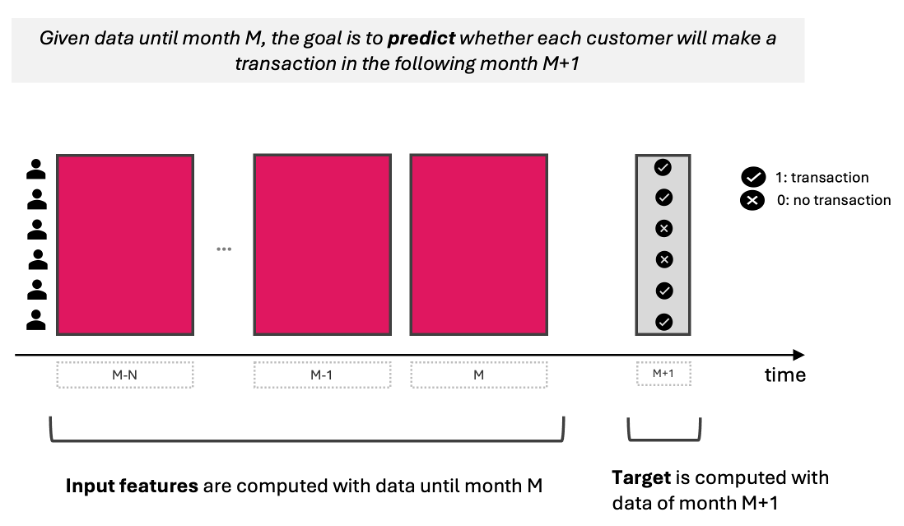 Given data until month M, the goal is to predict whether each customer will make a
transaction in the following month M+1
1: transaction
0: no transaction
...
M-N
M-1
M
M+1
time
Input features are computed with data until month M
Target is computed with
data of month M+1